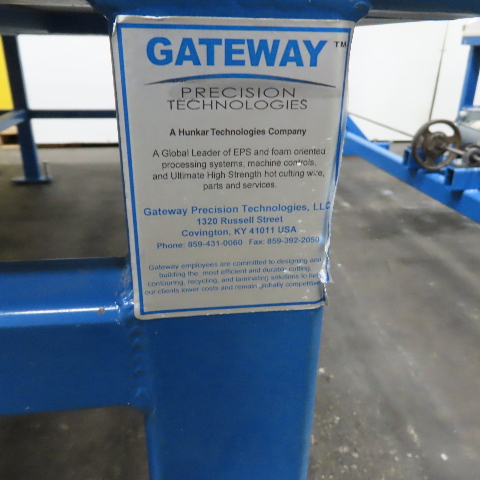 GATEWAY ™
PRECISION
TECHNOLOGIES
A Hunkar Technologies Company
A Global Leader of EPS and foam oriented
processing systems, machine controls,
and Ultimate High Strength hot cutting wire,
parts and services.
Gateway Precision Technologies, LLC
1320 Russell Street
Covington, KY 41011 USA
Phone: 859-431-0060 Fax: 859-392-2050
Gateway employees are committed to designing and
building the most efficient and durable cutting,
contouring, recycling, and laminating solutions to help
our clients lower costs and remain globally competitive